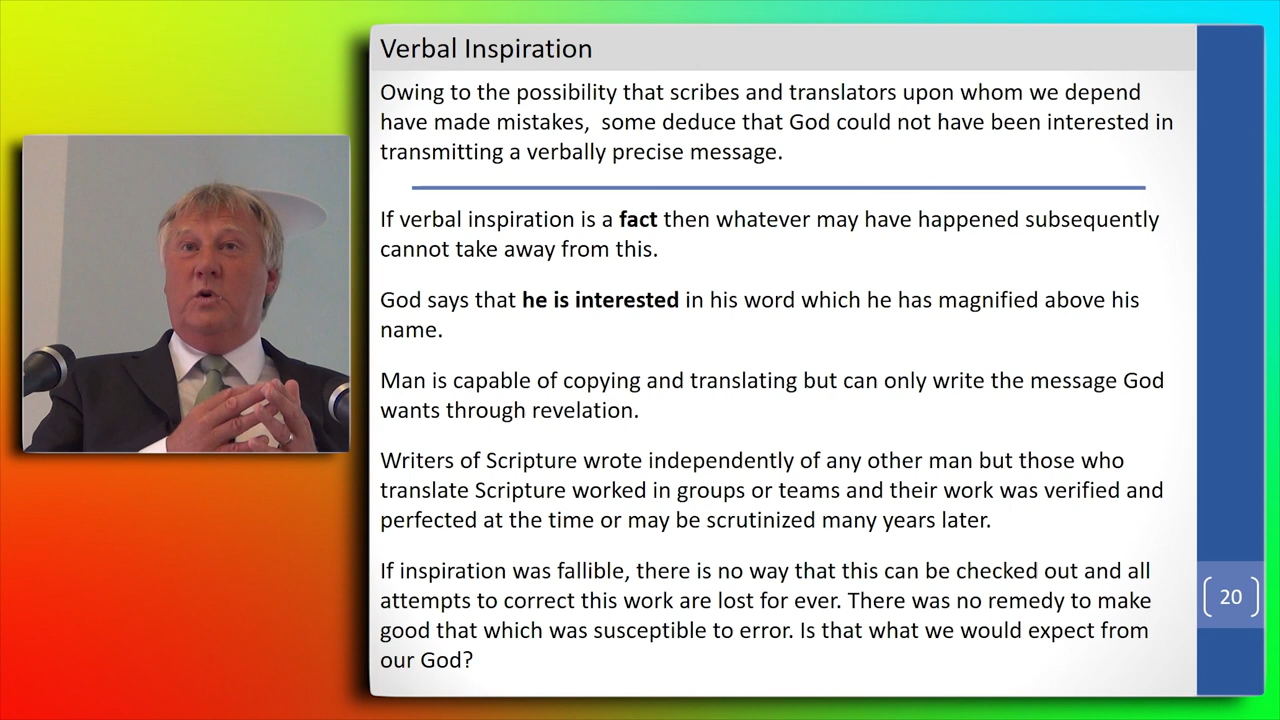 Verbal Inspiration
Owing to the possibility that scribes and translators upon whom we depend
have made mistakes,  some deduce that God could not have been interested in
transmitting a verbally precise message.
If verbal inspiration is a fact then whatever may have happened subsequently
cannot take away from this.
God says that he is interested in his word which he has magnified above his
name.
Man is capable of copying and translating but can only write the message God
wants through revelation.
Writers of Scripture wrote independently of any other man but those who
translate Scripture worked in groups or teams and their work was verified and
perfected at the time or may be scrutinized many years later.
If inspiration was fallible, there is no way that this can be checked out and all
attempts to correct this work are lost for ever. There was no remedy to make
good that which was susceptible to error. Is that what we would expect from
our God?
20